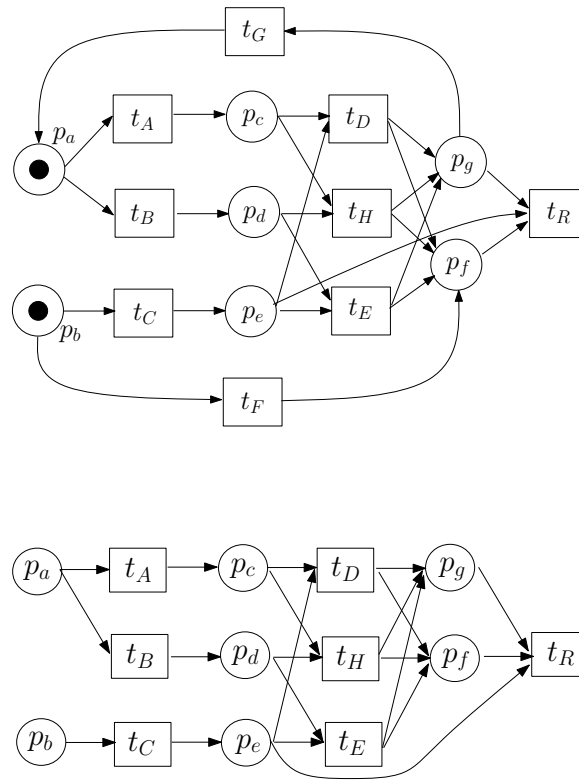 t_G
p_a
t_A p_c t_D
p_g
t_B p_d t_H t_R
p_f
t_C p_e t_E
p_b
t_F
p_a t_A p_c t_D p_g
t_B p_d t_H p_f t_R
p_b t_C p_e t_E